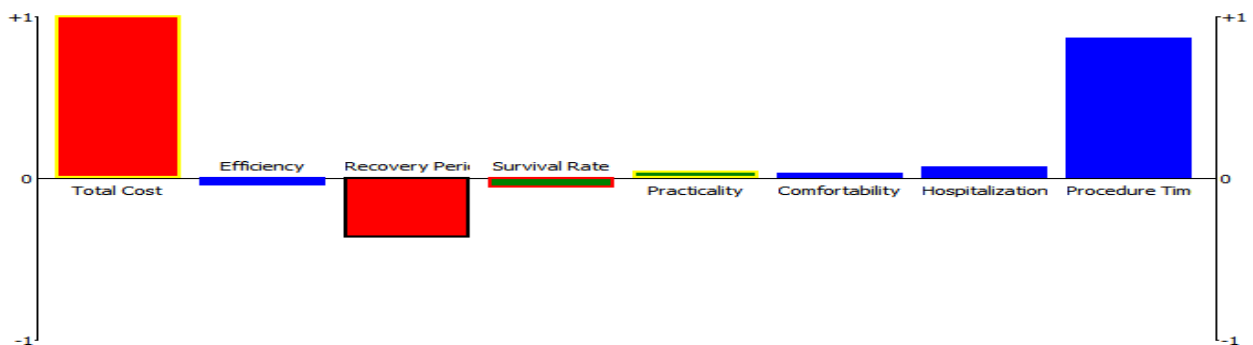 +1 +1
Efficiency Recovery Peri Survival Rate
0 0
Total Cost Practicality Comfortability Hospitalization Procedure Tim
-1 -1